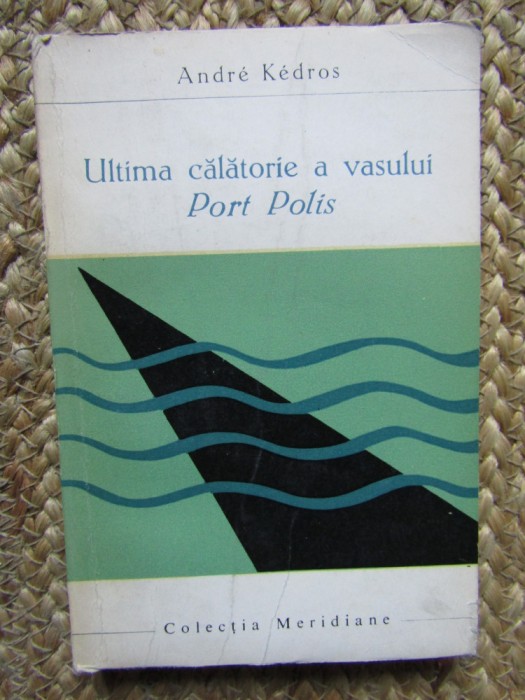 André Kédros
Ultima călătorie a vasului
Port Polis
Colecția Meridiane